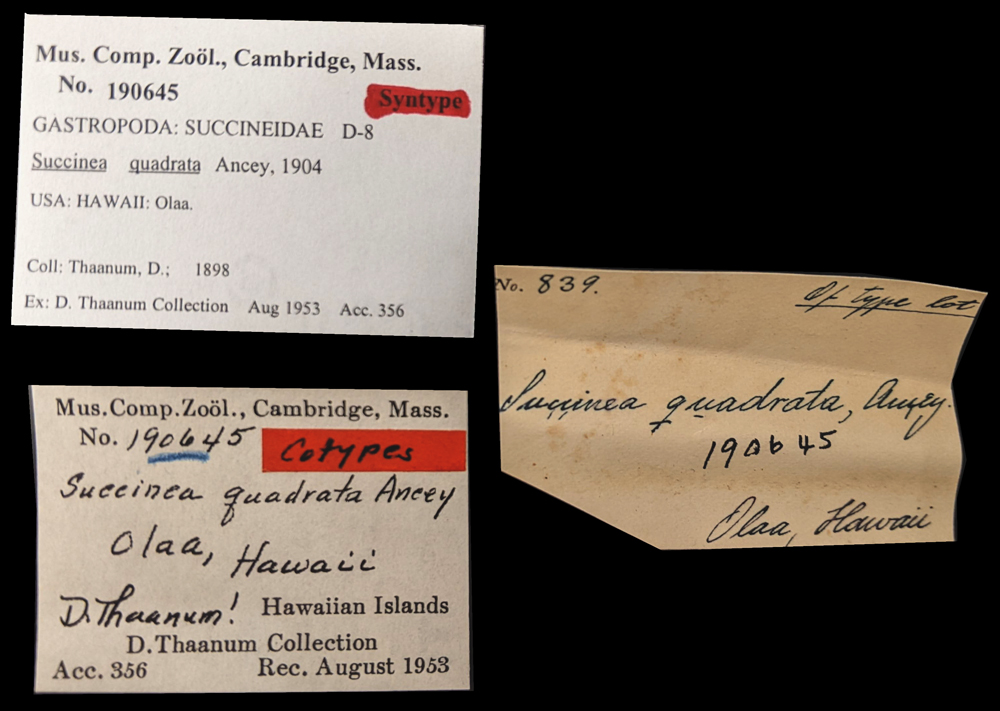 Mus. Comp. Zoöl., Cambridge, Mass.
No. 190645
Syntype
GASTROPODA: SUCCINEIDAE D-8
Succinea quadrata Ancey, 1904
USA: HAWAII: Olaa.
Coll: Thaanum, D.; 1898
Ex: D. Thaanum Collection Aug 1953 Acc. 356
No. 839.
Of type lot
Succinea quadrata, Ancey.
190645
Olaa, Hawaii
Mus.Comp.Zoöl., Cambridge, Mass.
No. 190645
Cotypes
Succinea quadrata Ancey
Olaa, Hawaii
D. Thaanum! Hawaiian Islands
D. Thaanum Collection
Acc. 356 Rec. August 1953